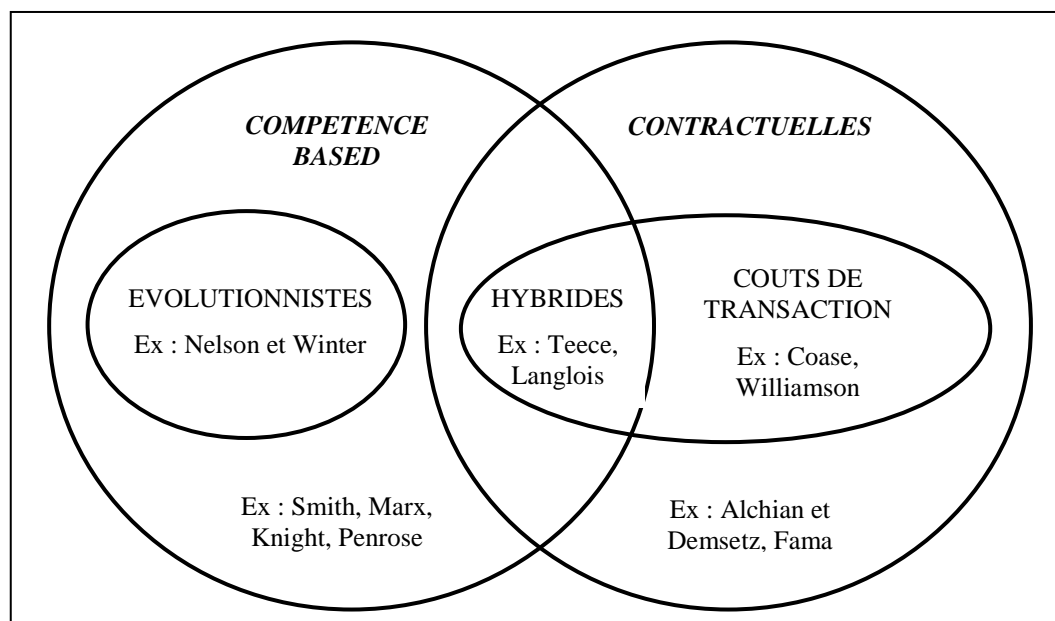 COMPETENCE
BASED
CONTRACTUELLES
EVOLUTIONNISTES
Ex : Nelson et Winter
HYBRIDES
Ex : Teece,
Langlois
COUTS DE
TRANSACTION
Ex : Coase,
Williamson
Ex : Smith, Marx,
Knight, Penrose
Ex : Alchian et
Demsetz, Fama